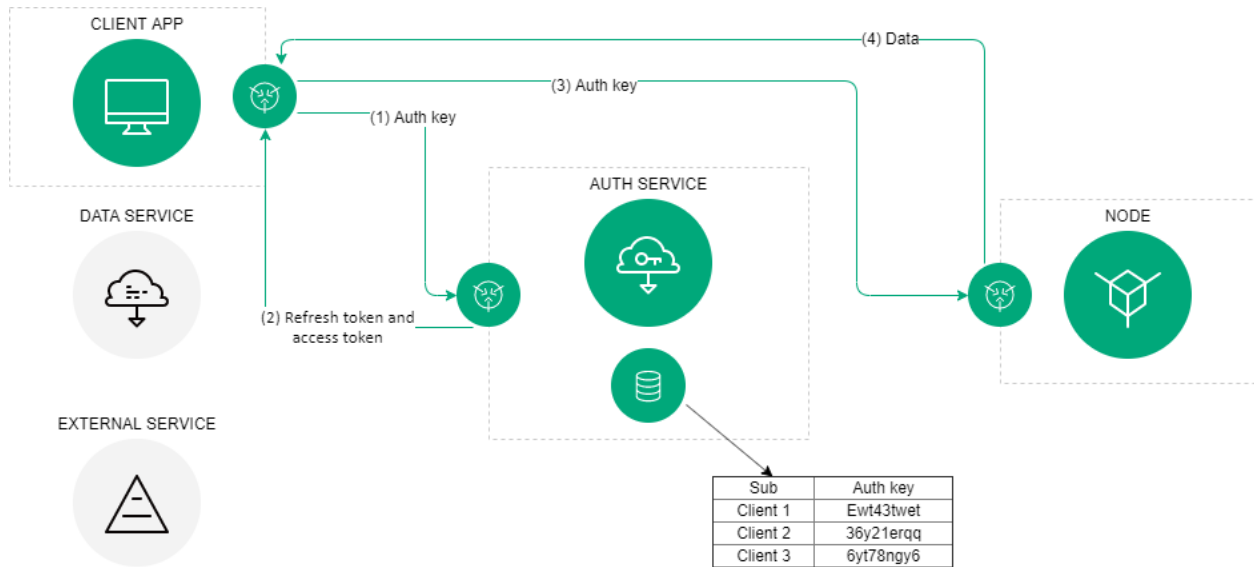 CLIENT APP
(4) Data
(3) Auth key
(1) Auth key
AUTH SERVICE
DATA SERVICE
NODE
(2) Refresh token and
access token
EXTERNAL SERVICE
Sub Auth key
Client 1 Ewt43twet
Client 2 36y21erqq
Client 3 6yt78ngy6